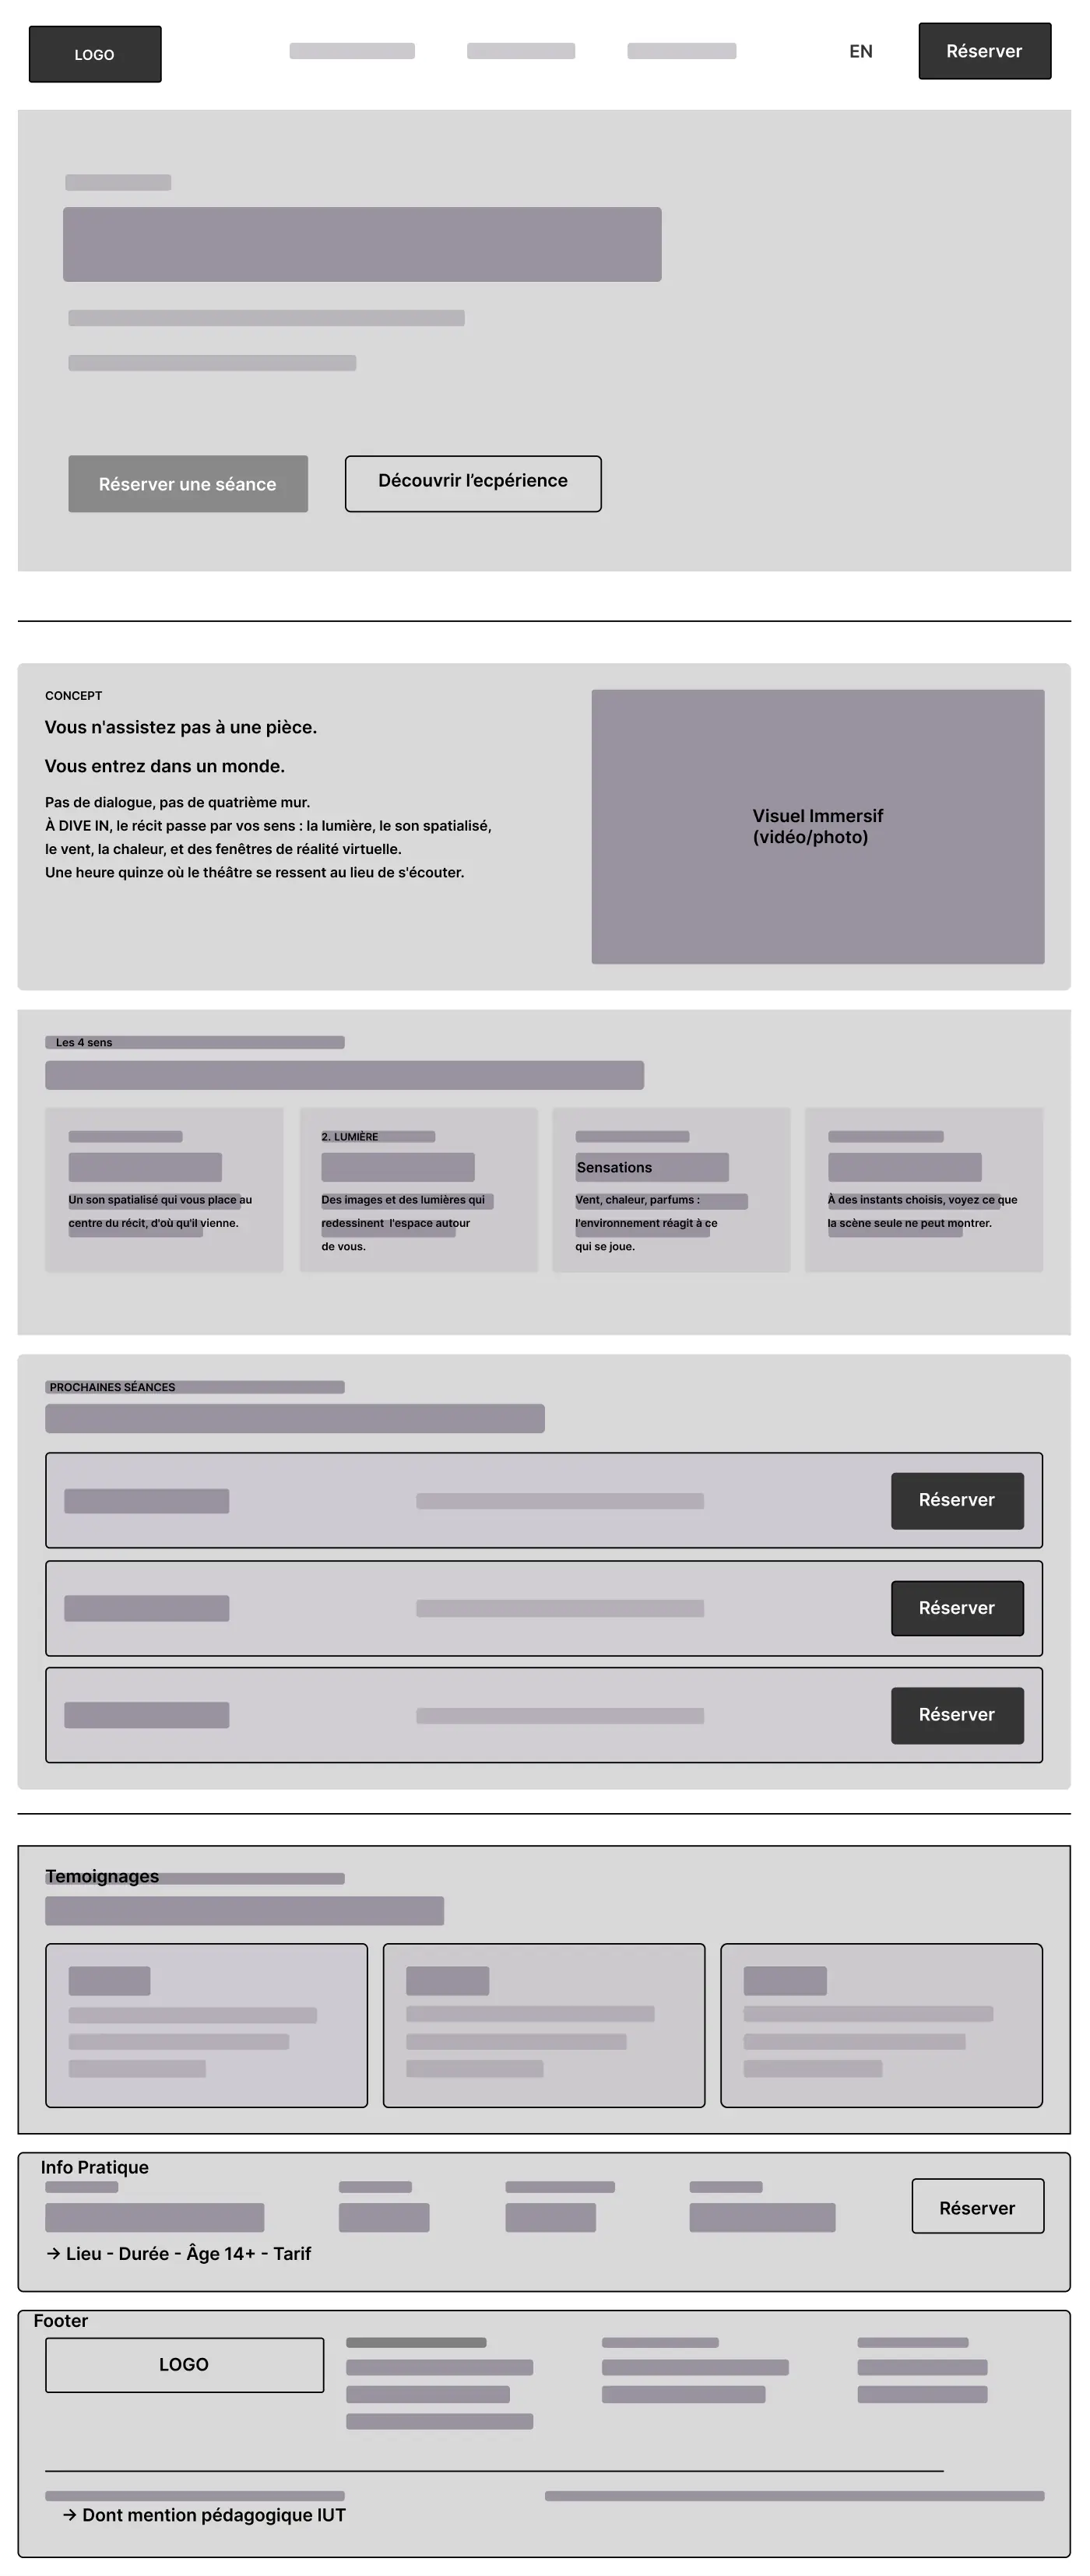 LOGO
EN
Réserver
Réserver une séance
Découvrir l’ecpérience
CONCEPT
Vous n'assistez pas à une pièce.
Vous entrez dans un monde.
Pas de dialogue, pas de quatrième mur.
À DIVE IN, le récit passe par vos sens : la lumière, le son spatialisé,
le vent, la chaleur, et des fenêtres de réalité virtuelle.
Une heure quinze où le théâtre se ressent au lieu de s'écouter.
Visuel Immersif
(vidéo/photo)
Les 4 sens
Un son spatialisé qui vous place au
centre du récit, d'où qu'il vienne.
2. LUMIÈRE
Des images et des lumières qui
redessinent l'espace autour
de vous.
Sensations
Vent, chaleur, parfums :
l'environnement réagit à ce
qui se joue.
À des instants choisis, voyez ce que
la scène seule ne peut montrer.
PROCHAINES SÉANCES
Réserver
Réserver
Réserver
Temoignages
Info Pratique
Réserver
→ Lieu - Durée - Âge 14+ - Tarif
Footer
LOGO
→ Dont mention pédagogique IUT